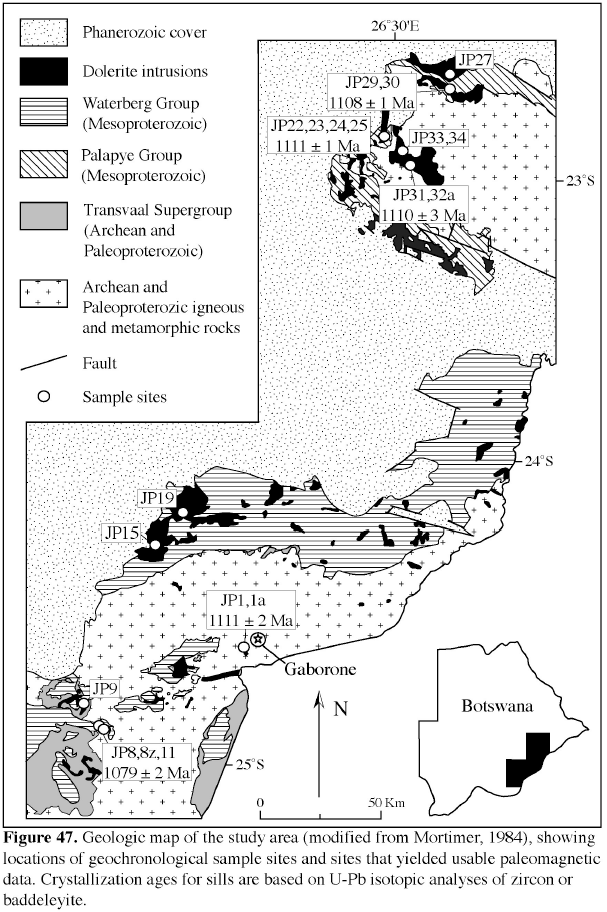 26°30'E
Phanerozoic cover
Dolerite intrusions
Waterberg Group
(Mesoproterozoic)
Palapye Group
(Mesoproterozoic)
Transvaal Supergroup
(Archean and
Paleoproterozoic)
Archean and
Paleoproterozic igneous
and metamorphic rocks
Fault
Sample sites
JP27
JP29,30
1108 ± 1 Ma
JP22,23,24,25
1111 ± 1 Ma
JP33,34
23°S
JP31,32a
1110 ± 3 Ma
24°S
JP19
JP15
JP1,1a
1111 ± 2 Ma
Gaborone
JP9
JP8,8z,11
1079 ± 2 Ma
25°S
N
0 50 Km
Botswana
Figure 47. Geologic map of the study area (modified from Mortimer, 1984), showing
locations of geochronological sample sites and sites that yielded usable paleomagnetic
data. Crystallization ages for sills are based on U-Pb isotopic analyses of zircon or
baddeleyite.